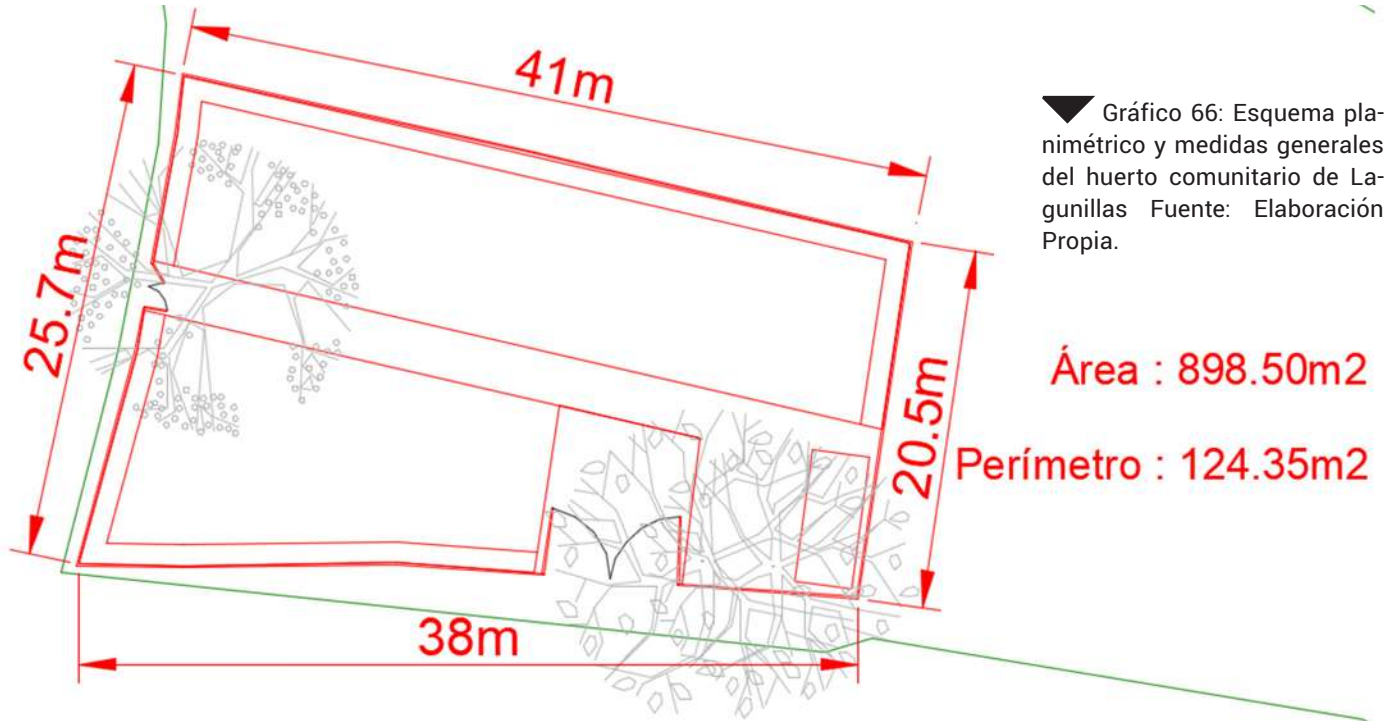 41m
25.7m
20.5m
38m
Gráfico 66: Esquema pla-
nimétrico y medidas generales
del huerto comunitario de La-
gunillas Fuente: Elaboración
Propia.
Área : 898.50m2
Perímetro : 124.35m2